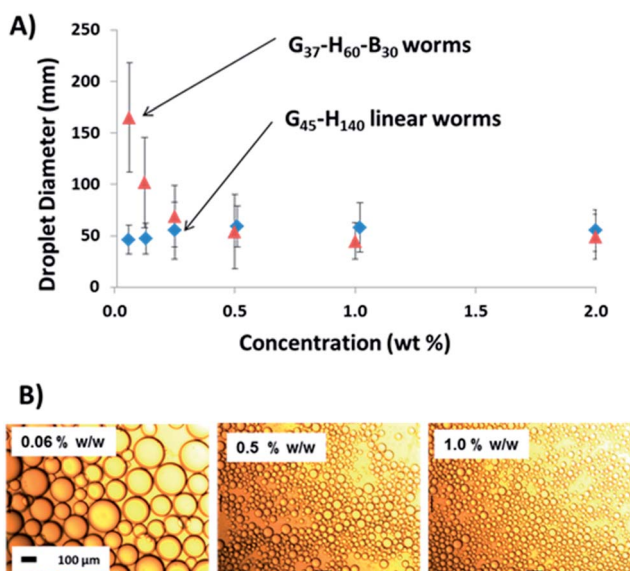 A)
250
200
150
100
50
0
Droplet Diameter (mm)
0.0 0.5 1.0 1.5 2.0
Concentration (wt %)
G37-H60-B30 worms
G45-H140 linear worms
B)
0.06 % w/w
0.5 % w/w
1.0 % w/w
100 µm